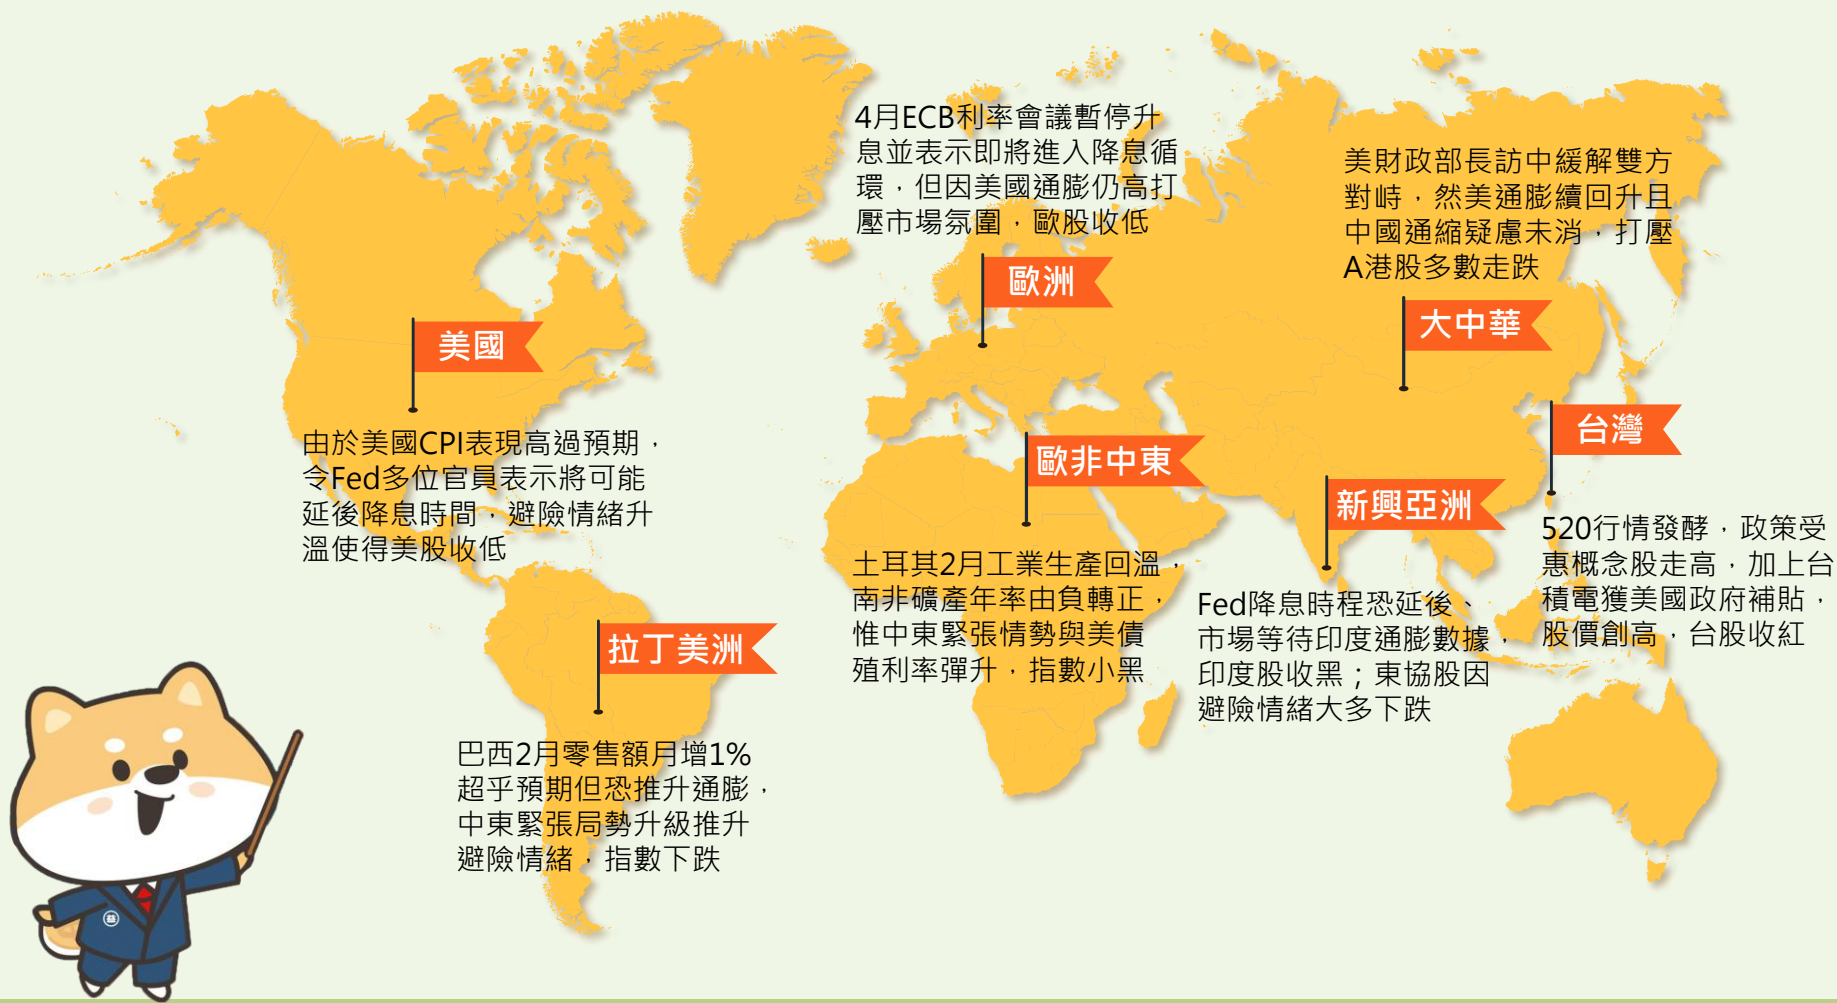 4月ECB利率會議暫停升
息並表示即將進入降息循
環，但因美國通膨仍高打
壓市場氛圍，歐股收低
歐洲
美財政部長訪中緩解雙方
對峙，然美通膨續回升且
中國通縮疑慮未消，打壓
A港股多數走跌
大中華
美國
由於美國CPI表現高過預期，
令Fed多位官員表示將可能
延後降息時間，避險情緒升
溫使得美股收低
歐非中東
土耳其2月工業生產回溫，
南非礦產年率由負轉正，
惟中東緊張情勢與美債
殖利率彈升，指數小黑
新興亞洲
Fed降息時程恐延後、
市場等待印度通膨數據，
印度股收黑；東協股因
避險情緒大多下跌
台灣
520行情發酵，政策受
惠概念股走高，加上台
積電獲美國政府補貼，
股價創高，台股收紅
拉丁美洲
巴西2月零售額月增1%
超乎預期但恐推升通膨，
中東緊張局勢升級推升
避險情緒，指數下跌